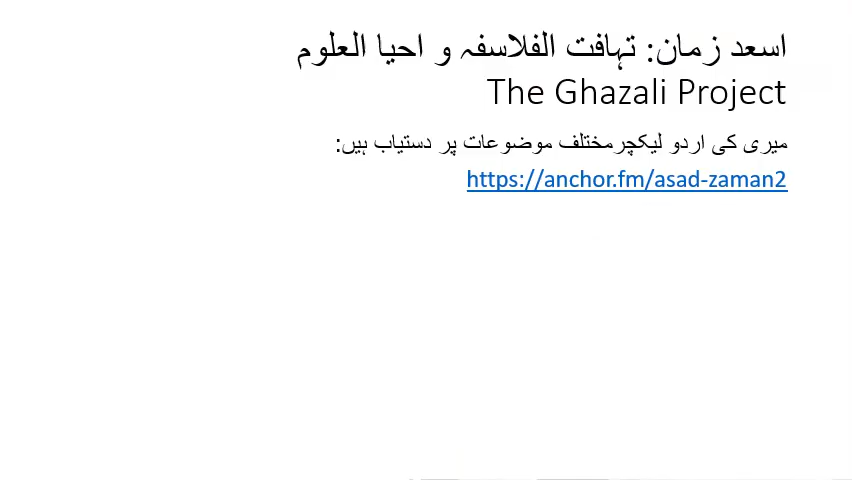 اسعد زمان: تہافت الفلاسفہ و احیا العلوم
The Ghazali Project
میری کی اردو لیکچرمختلف موضوعات پر دستیاب ہیں:
https://anchor.fm/asad-zaman2